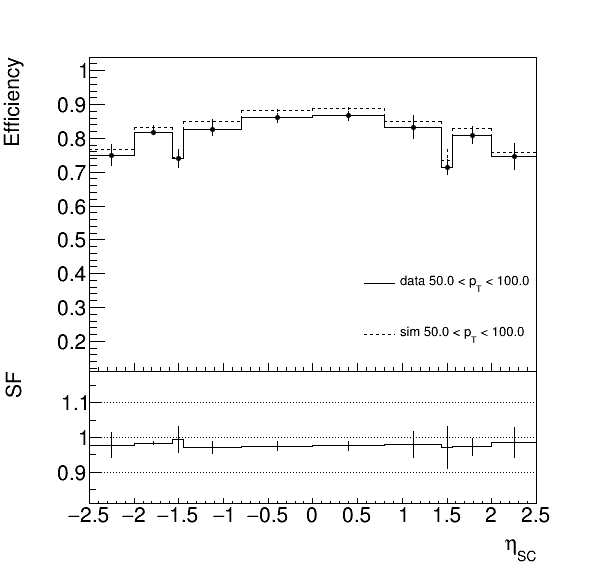 Efficiency
1
0.9
0.8
0.7
0.6
0.5
0.4
0.3
0.2
data 50.0 < p_T < 100.0
sim 50.0 < p_T < 100.0
SF
1.1
1
0.9
−2.5 −2 −1.5 −1 −0.5 0 0.5 1 1.5 2 2.5
η_SC